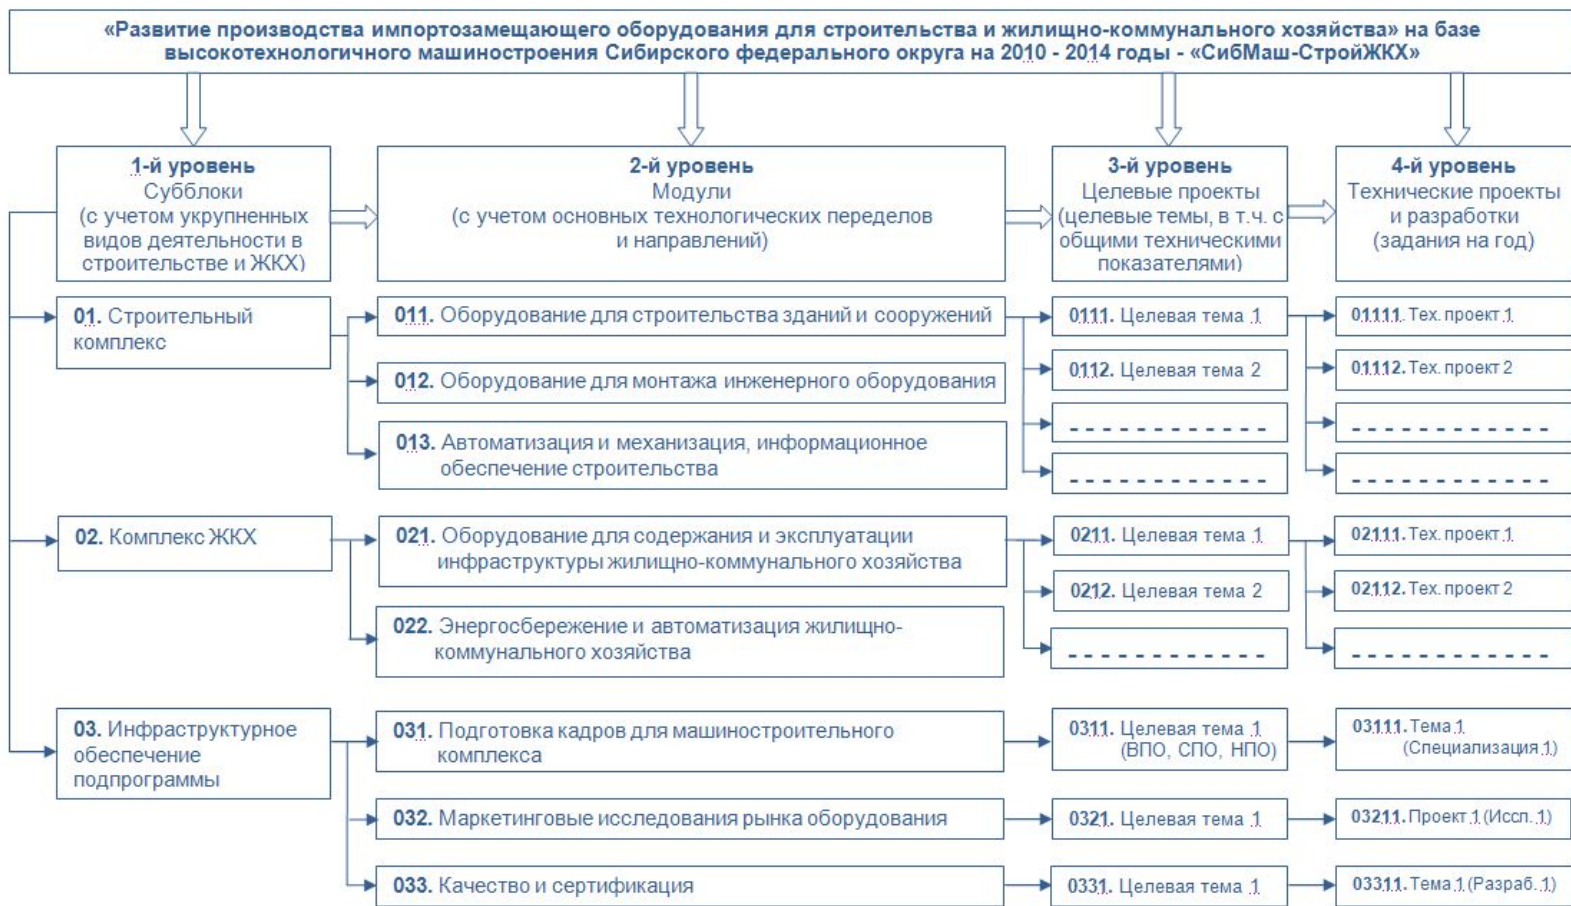 «Развитие производства импортозамещающего оборудования для строительства и жилищно-коммунального хозяйства» на базе
высокотехнологичного машиностроения Сибирского федерального округа на 2010 - 2014 годы - «СибМаш-СтройЖКХ»
1-й уровень
Субблоки
(с учетом укрупненных
видов деятельности в
строительстве и ЖКХ)
2-й уровень
Модули
(с учетом основных технологических переделов
и направлений)
3-й уровень
Целевые проекты
(целевые темы, в т.ч. с
общими техническими
показателями)
4-й уровень
Технические проекты
и разработки
(задания на год)
01. Строительный
комплекс
011. Оборудование для строительства зданий и сооружений
0111. Целевая тема 1
01111. Тех. проект 1
012. Оборудование для монтажа инженерного оборудования
0112. Целевая тема 2
01112. Тех. проект 2
013. Автоматизация и механизация, информационное
обеспечение строительства
_ _ _ _ _ _ _ _ _ _ _ _
_ _ _ _ _ _ _ _ _ _ _ _
_ _ _ _ _ _ _ _ _ _ _ _
_ _ _ _ _ _ _ _ _ _ _ _
02. Комплекс ЖКХ
021. Оборудование для содержания и эксплуатации
инфраструктуры жилищно-коммунального хозяйства
0211. Целевая тема 1
02111. Тех. проект 1
0212. Целевая тема 2
02112. Тех. проект 2
022. Энергосбережение и автоматизация жилищно-
коммунального хозяйства
_ _ _ _ _ _ _ _ _ _ _ _
_ _ _ _ _ _ _ _ _ _ _ _
03. Инфраструктурное
обеспечение
подпрограммы
031. Подготовка кадров для машиностроительного
комплекса
0311. Целевая тема 1
(ВПО, СПО, НПО)
03111. Тема 1
(Специализация 1)
032. Маркетинговые исследования рынка оборудования
0321. Целевая тема 1
03211. Проект 1 (Иссл. 1)
033. Качество и сертификация
0331. Целевая тема 1
03311. Тема 1 (Разраб. 1)